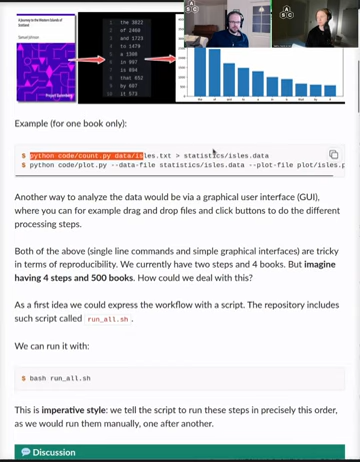 A Journey to the Western Islands of
Scotland
Samuel Johnson
the 3822
of 2460
and 1723
to 1479
a 1308
in 997
is 894
that 652
by 607
it 573
Example (for one book only):
$ python code/count.py data/isles.txt > statistics/isles.data
$ python code/plot.py --data-file statistics/isles.data --plot-file plot/isles.p
Another way to analyze the data would be via a graphical user interface (GUI),
where you can for example drag and drop files and click buttons to do the different
processing steps.
Both of the above (single line commands and simple graphical interfaces) are tricky
in terms of reproducibility. We currently have two steps and 4 books. But imagine
having 4 steps and 500 books. How could we deal with this?
As a first idea we could express the workflow with a script. The repository includes
such script called run_all.sh .
We can run it with:
$ bash run_all.sh
This is imperative style: we tell the script to run these steps in precisely this order,
as we would run them manually, one after another.
Discussion